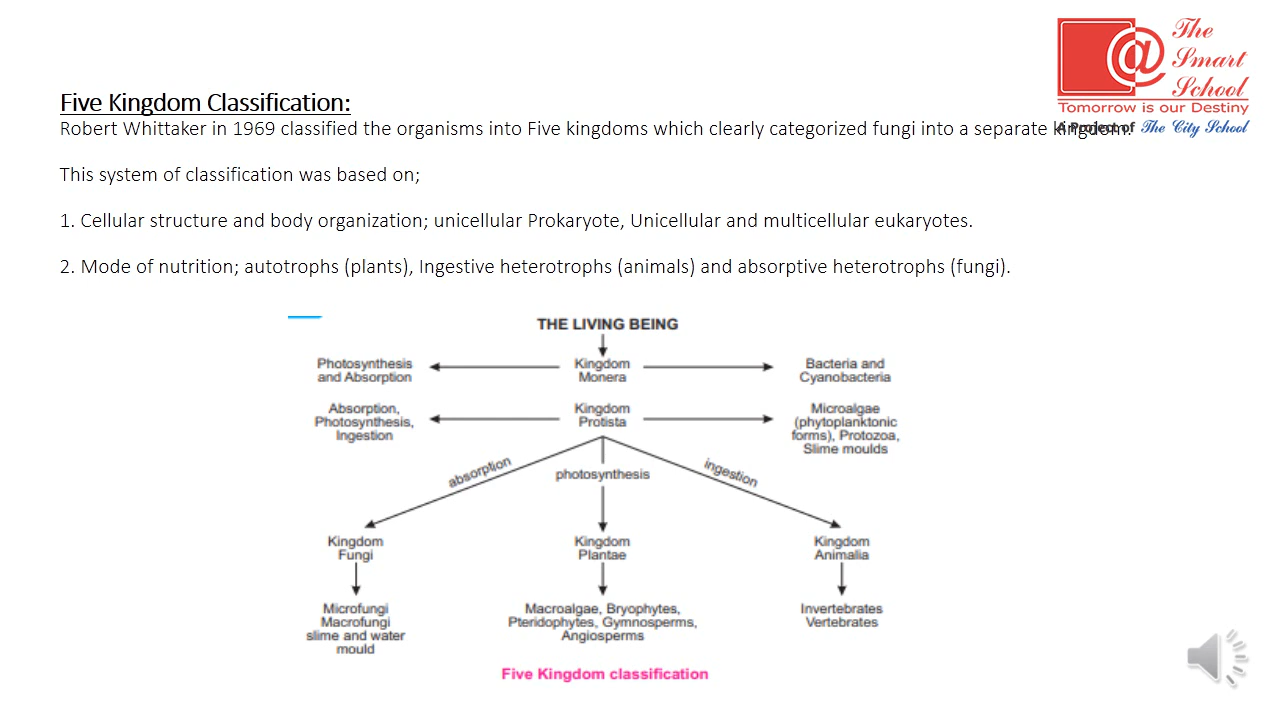 The
Smart
School
Tomorrow is our Destiny
A Project of The City School
Five Kingdom Classification:
Robert Whittaker in 1969 classified the organisms into Five kingdoms which clearly categorized fungi into a separate kingdom.
This system of classification was based on;
1. Cellular structure and body organization; unicellular Prokaryote, Unicellular and multicellular eukaryotes.
2. Mode of nutrition; autotrophs (plants), Ingestive heterotrophs (animals) and absorptive heterotrophs (fungi).
THE LIVING BEING
Photosynthesis
and Absorption
Kingdom
Monera
Bacteria and
Cyanobacteria
Absorption,
Photosynthesis,
Ingestion
Kingdom
Protista
Microalgae
(phytoplanktonic
forms), Protozoa,
Slime moulds
absorption
photosynthesis
ingestion
Kingdom
Fungi
Kingdom
Plantae
Kingdom
Animalia
Microfungi
Macrofungi
slime and water
mould
Macroalgae, Bryophytes,
Pteridophytes, Gymnosperms,
Angiosperms
Invertebrates
Vertebrates
Five Kingdom classification